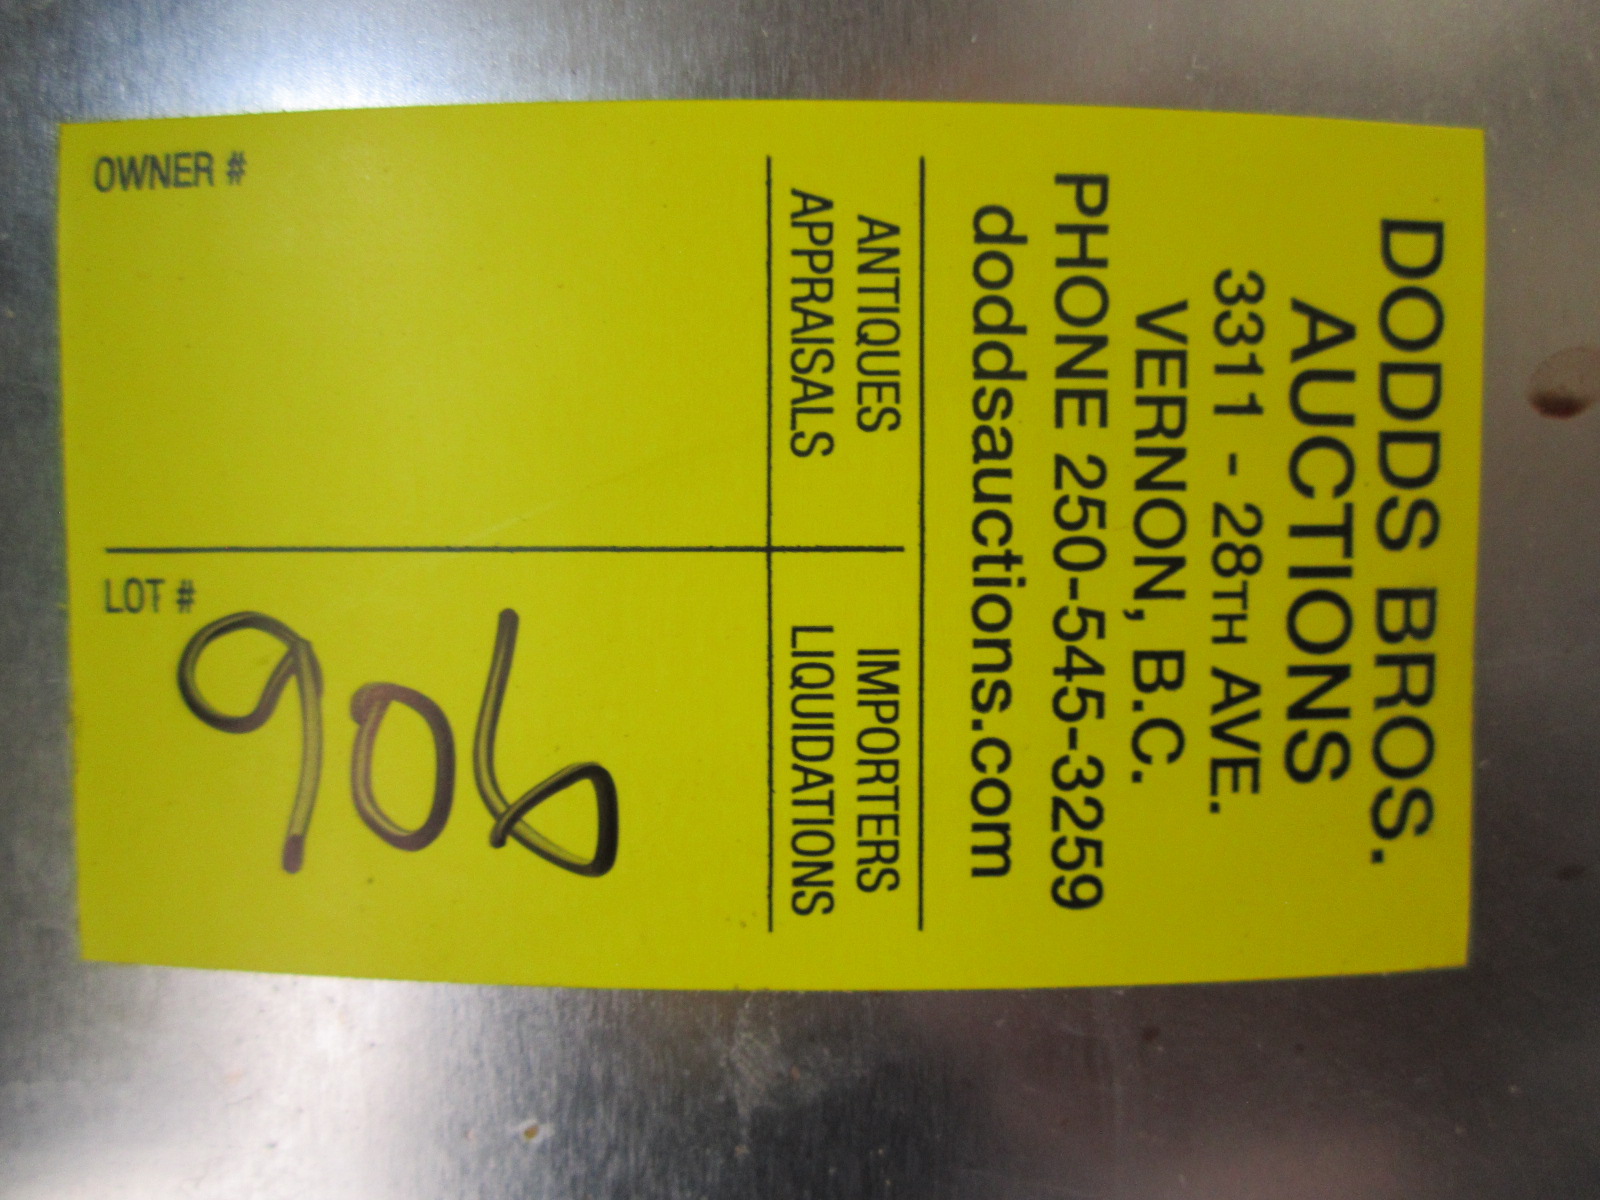 DODDS BROS.
AUCTIONS
3311 - 28TH AVE.
VERNON, B.C.
PHONE 250-545-3259
doddsauctions.com
ANTIQUES
APPRAISALS
IMPORTERS
LIQUIDATIONS
OWNER #
LOT #
906